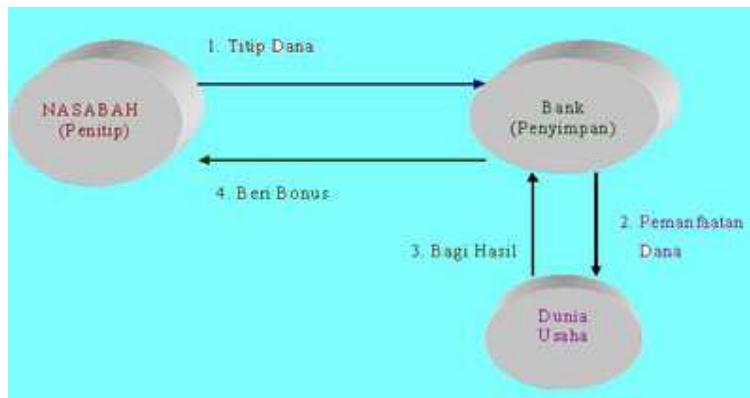 1. Titip Dana
NASABAH
(Penitip)
Bank
(Penyimpan)
4. Beri Bonus
3. Bagi Hasil
2. Pemanfaatan
Dana
Dunia
Usaha